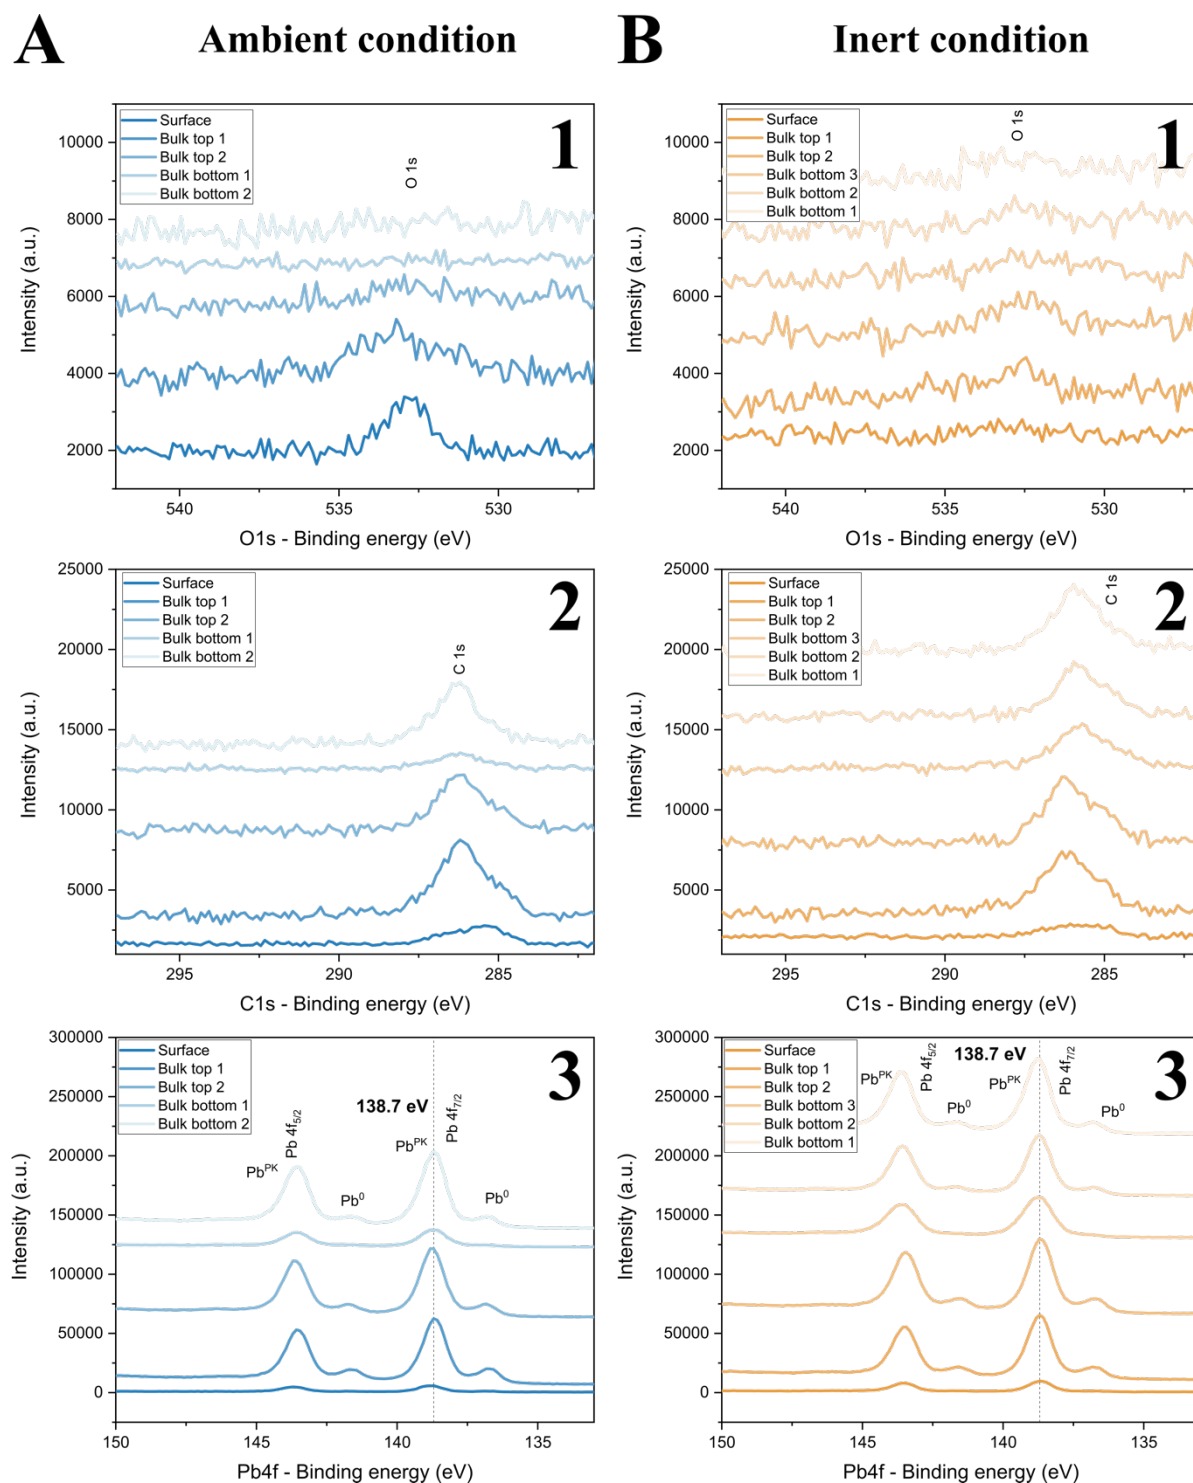 A Ambient condition
B Inert condition
1
Surface
Bulk top 1
Bulk top 2
Bulk bottom 1
Bulk bottom 2
O 1s
10000
8000
6000
4000
2000
Intensity (a.u.)
540
535
530
O1s - Binding energy (eV)
1
Surface
Bulk top 1
Bulk top 2
Bulk bottom 3
Bulk bottom 2
Bulk bottom 1
O 1s
10000
8000
6000
4000
2000
Intensity (a.u.)
540
535
530
O1s - Binding energy (eV)
2
Surface
Bulk top 1
Bulk top 2
Bulk bottom 1
Bulk bottom 2
C 1s
25000
20000
15000
10000
5000
Intensity (a.u.)
295
290
285
C1s - Binding energy (eV)
2
Surface
Bulk top 1
Bulk top 2
Bulk bottom 3
Bulk bottom 2
Bulk bottom 1
C 1s
25000
20000
15000
10000
5000
Intensity (a.u.)
295
290
285
C1s - Binding energy (eV)
3
Surface
Bulk top 1
Bulk top 2
Bulk bottom 1
Bulk bottom 2
138.7 eV
Pb^PK
Pb 4f_5/2
Pb^0
Pb^PK
Pb 4f_7/2
Pb^0
300000
250000
200000
150000
100000
50000
0
Intensity (a.u.)
150
145
140
135
Pb4f - Binding energy (eV)
3
Surface
Bulk top 1
Bulk top 2
Bulk bottom 3
Bulk bottom 2
Bulk bottom 1
138.7 eV
Pb^PK
Pb 4f_5/2
Pb^0
Pb^PK
Pb 4f_7/2
Pb^0
300000
250000
200000
150000
100000
50000
0
Intensity (a.u.)
150
145
140
135
Pb4f - Binding energy (eV)